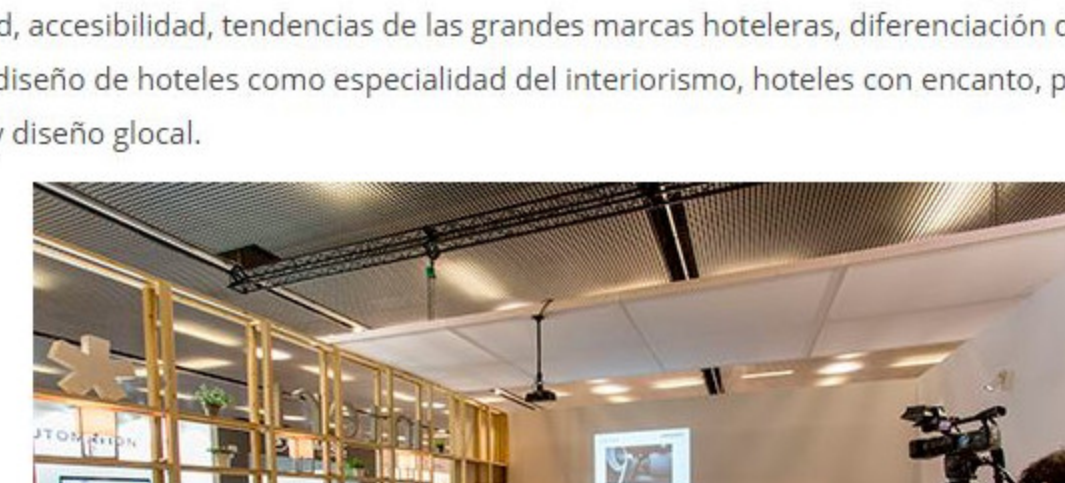 d, accesibilidad, tendencias de las grandes marcas hoteleras, diferenciación
diseño de hoteles como especialidad del interiorismo, hoteles con encanto, p
y diseño glocal.
UTOMATION